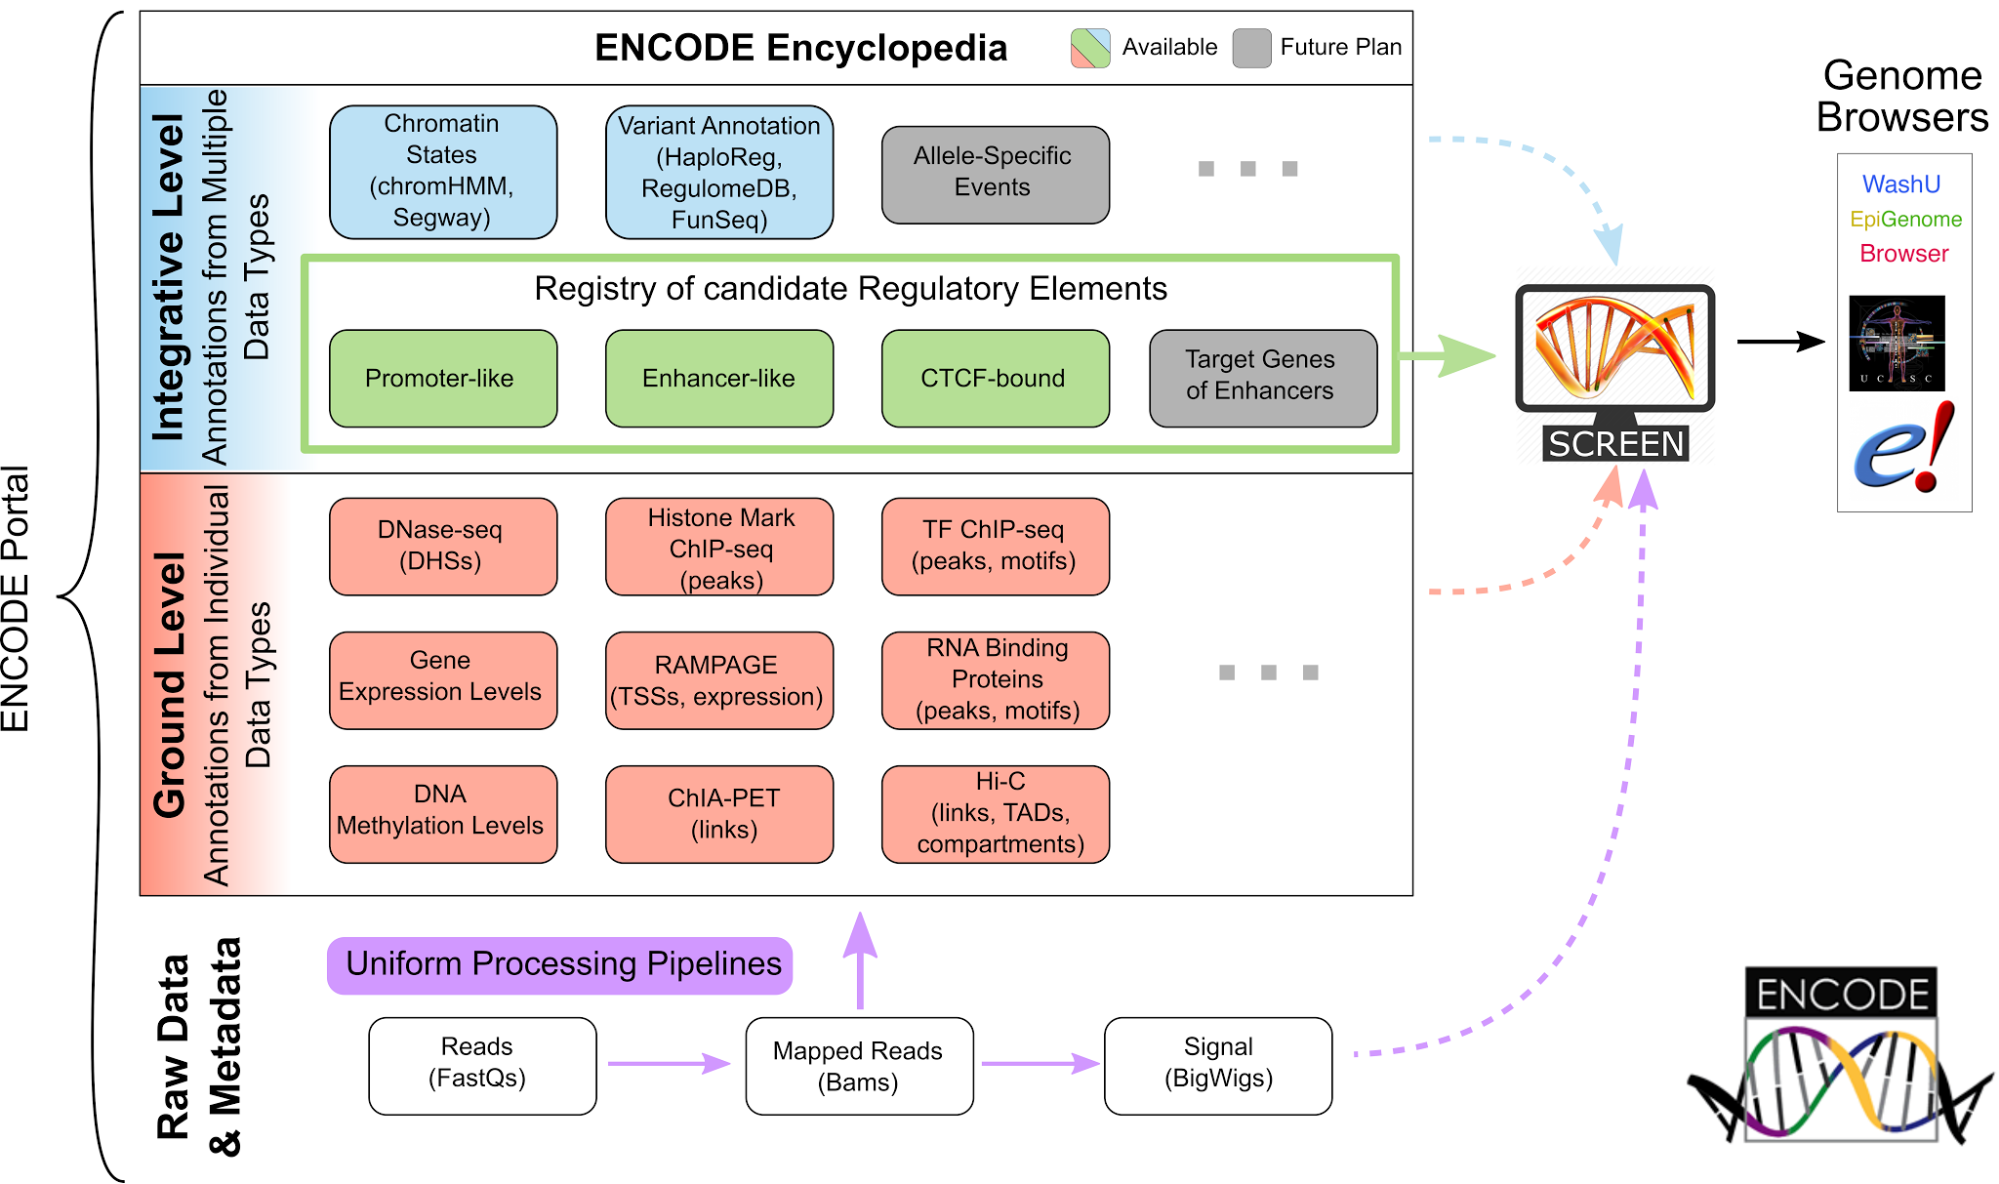 ENCODE Encyclopedia
Available
Future Plan
ENCODE Portal
Integrative Level
Annotations from Multiple
Data Types
Chromatin
States
(chromHMM,
Segway)
Variant Annotation
(HaploReg,
RegulomeDB,
FunSeq)
Allele-Specific
Events
Registry of candidate Regulatory Elements
Promoter-like
Enhancer-like
CTCF-bound
Target Genes
of Enhancers
Ground Level
Annotations from Individual
Data Types
DNase-seq
(DHSs)
Histone Mark
ChIP-seq
(peaks)
TF ChIP-seq
(peaks, motifs)
Gene
Expression Levels
RAMPAGE
(TSSs, expression)
RNA Binding
Proteins
(peaks, motifs)
DNA
Methylation Levels
ChIA-PET
(links)
Hi-C
(links, TADs,
compartments)
Raw Data
& Metadata
Uniform Processing Pipelines
Reads
(FastQs)
Mapped Reads
(Bams)
Signal
(BigWigs)
SCREEN
Genome
Browsers
WashU
EpiGenome
Browser
UCSC
e!
ENCODE